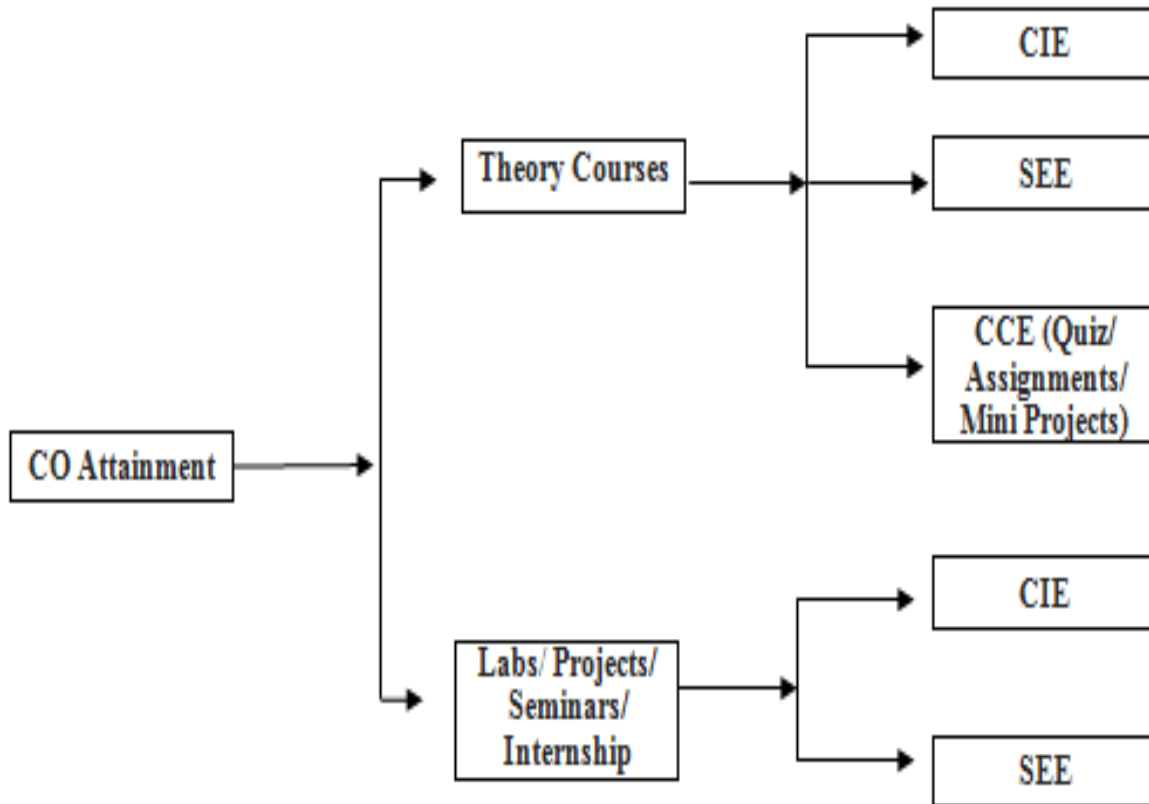 CIE
Theory Courses
SEE
CCE (Quiz/
Assignments/
Mini Projects)
CO Attainment
CIE
Labs/ Projects/
Seminars/
Internship
SEE